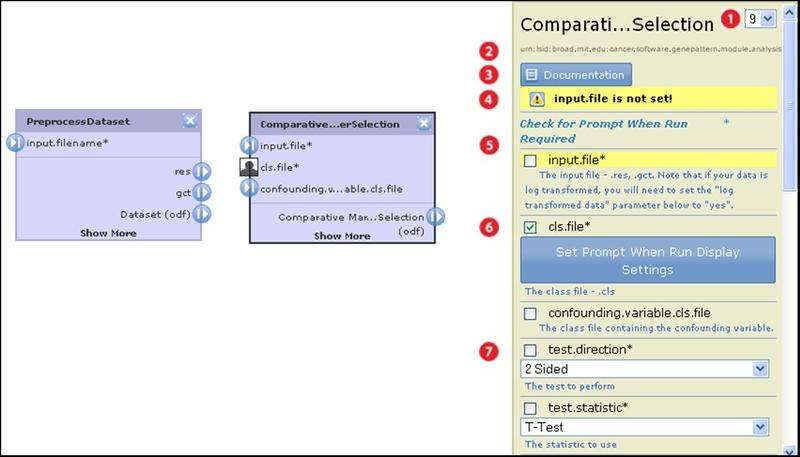 PreprocessDataset
input.filename*
res
gct
Dataset (odf)
Show More
Comparative...erSelection
input.file*
cls.file*
confounding.v...able.cls.file
Comparative Mar...Selection
(odf)
Show More
1
2
3
4
5
6
7
Comparati...Selection
9
urn:lsid:broad.mit.edu:cancer.software.genepattern.module.analysis
Documentation
input.file is not set!
Check for Prompt When Run *
Required
input.file*
The input file - .res, .gct. Note that if your data is
log transformed, you will need to set the "log
transformed data" parameter below to "yes".
cls.file*
Set Prompt When Run Display
Settings
The class file - .cls
confounding.variable.cls.file
The class file containing the confounding variable.
test.direction*
2 Sided
The test to perform
test.statistic*
T-Test
The statistic to use